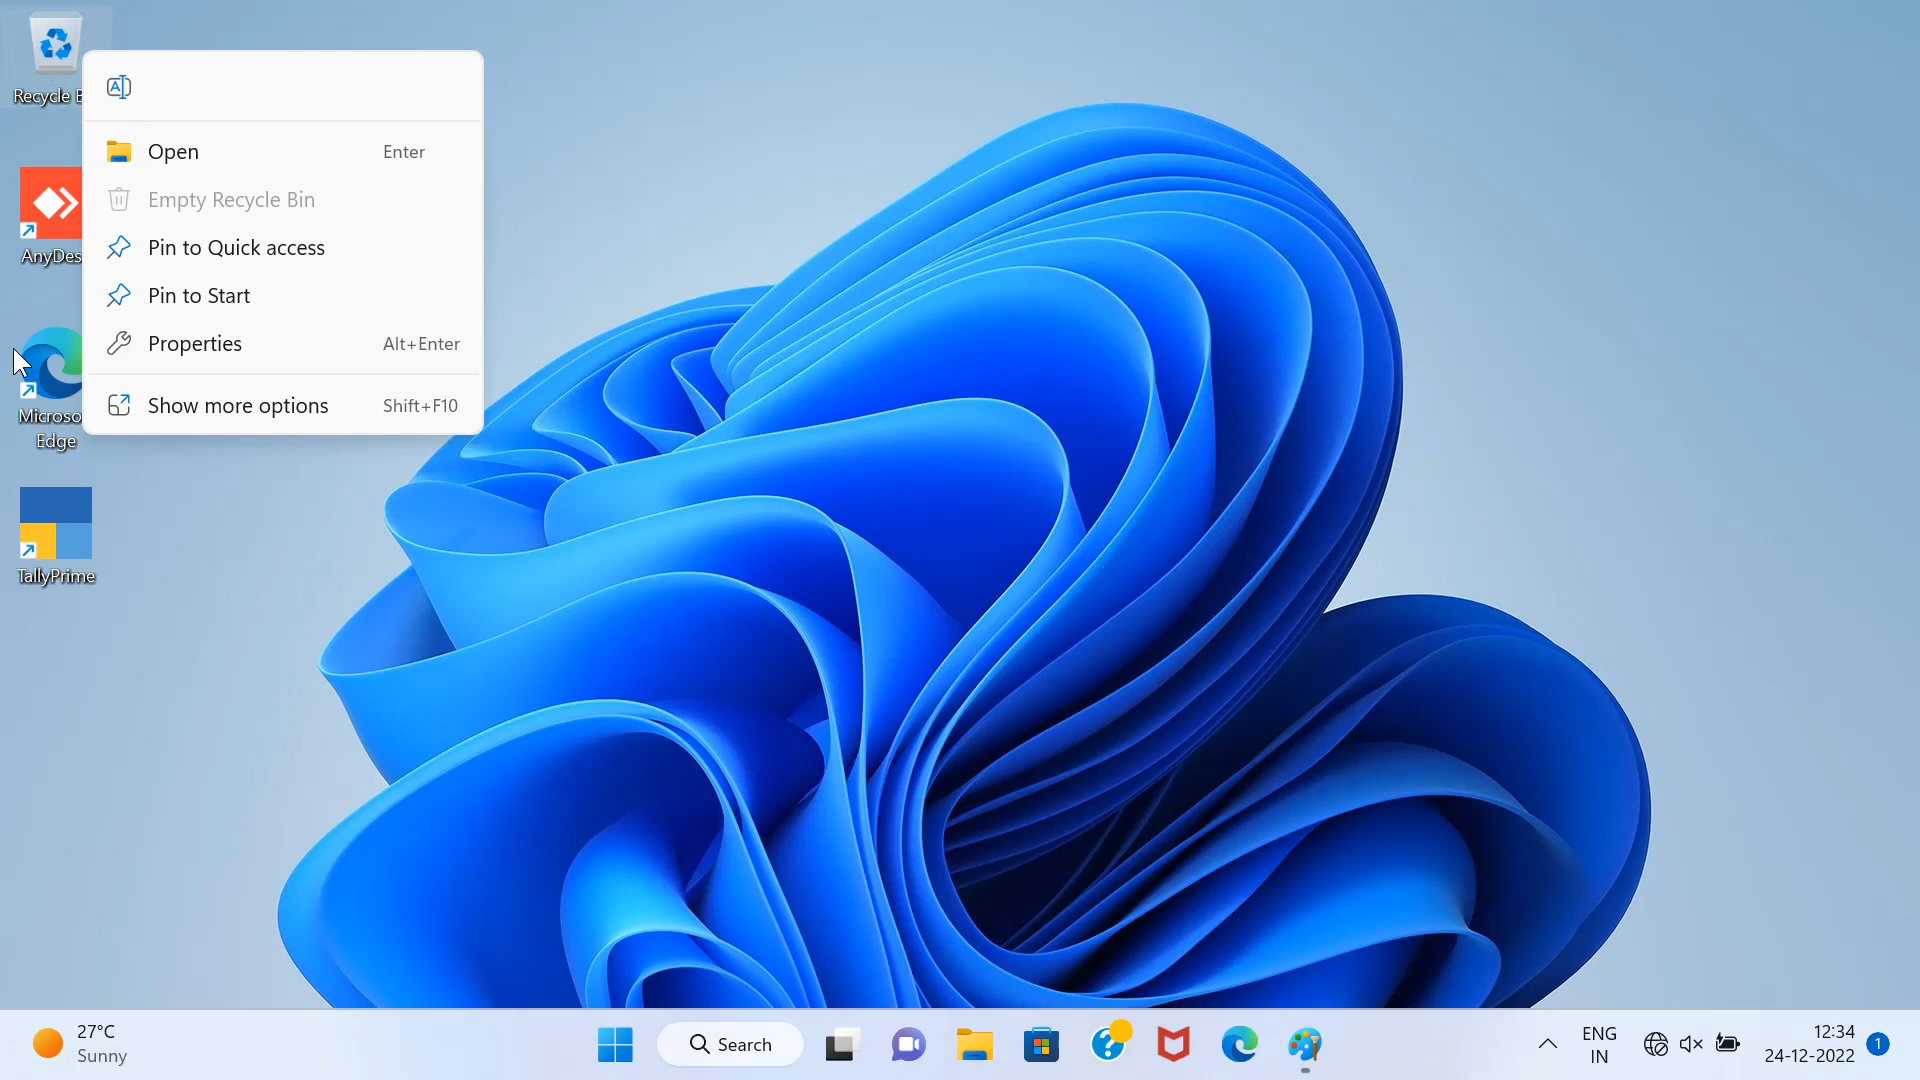 Recycle B
Open Enter
Empty Recycle Bin
Pin to Quick access
Pin to Start
Properties Alt+Enter
Show more options Shift+F10
AnyDes
Microso
Edge
TallyPrime
27°C
Sunny
Search
ENG
IN
12:34
24-12-2022
1